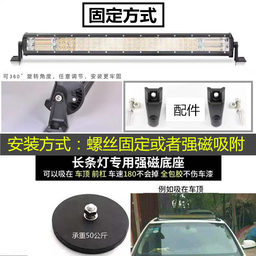 固定方式
可360°旋转角度，任意调节，安装更牢固
配件
安装方式：螺丝固定或者强磁吸附
长条灯专用强磁底座
可以吸在 车顶 前杠 车速180不会掉 全包胶不伤车漆
例如吸在车顶
承重50公斤